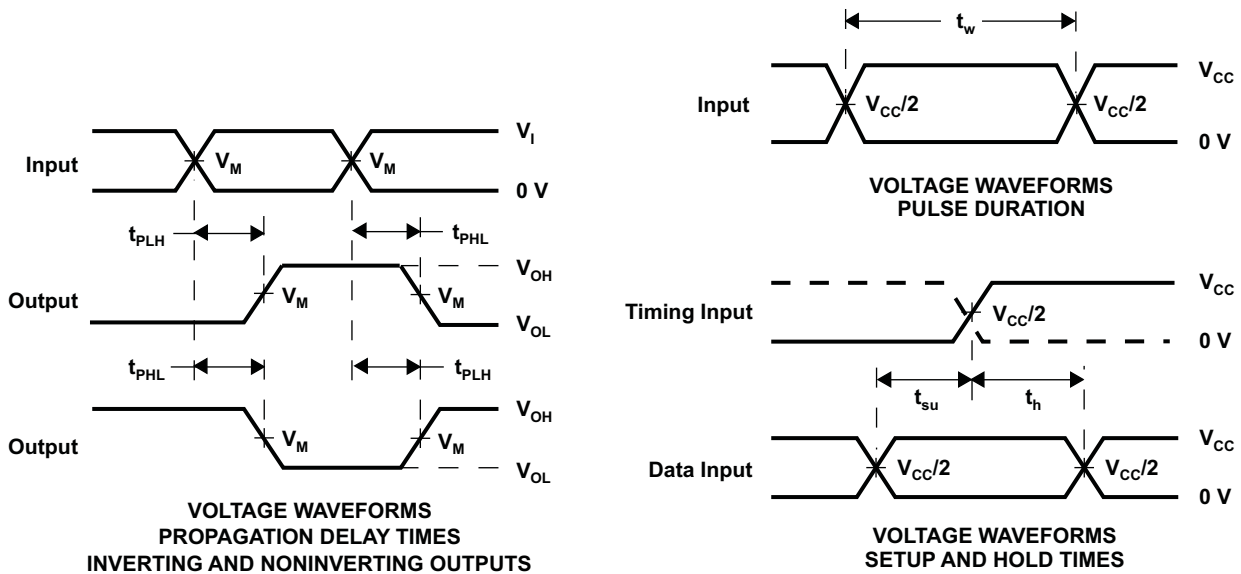 Input
V_I
V_M
V_M
0 V
t_PLH
t_PHL
Output
V_OH
V_M
V_M
V_OL
t_PHL
t_PLH
Output
V_OH
V_M
V_M
V_OL
VOLTAGE WAVEFORMS
PROPAGATION DELAY TIMES
INVERTING AND NONINVERTING OUTPUTS
t_w
Input
V_CC
V_CC/2
V_CC/2
0 V
VOLTAGE WAVEFORMS
PULSE DURATION
Timing Input
V_CC
V_CC/2
0 V
t_su
t_h
Data Input
V_CC
V_CC/2
V_CC/2
0 V
VOLTAGE WAVEFORMS
SETUP AND HOLD TIMES